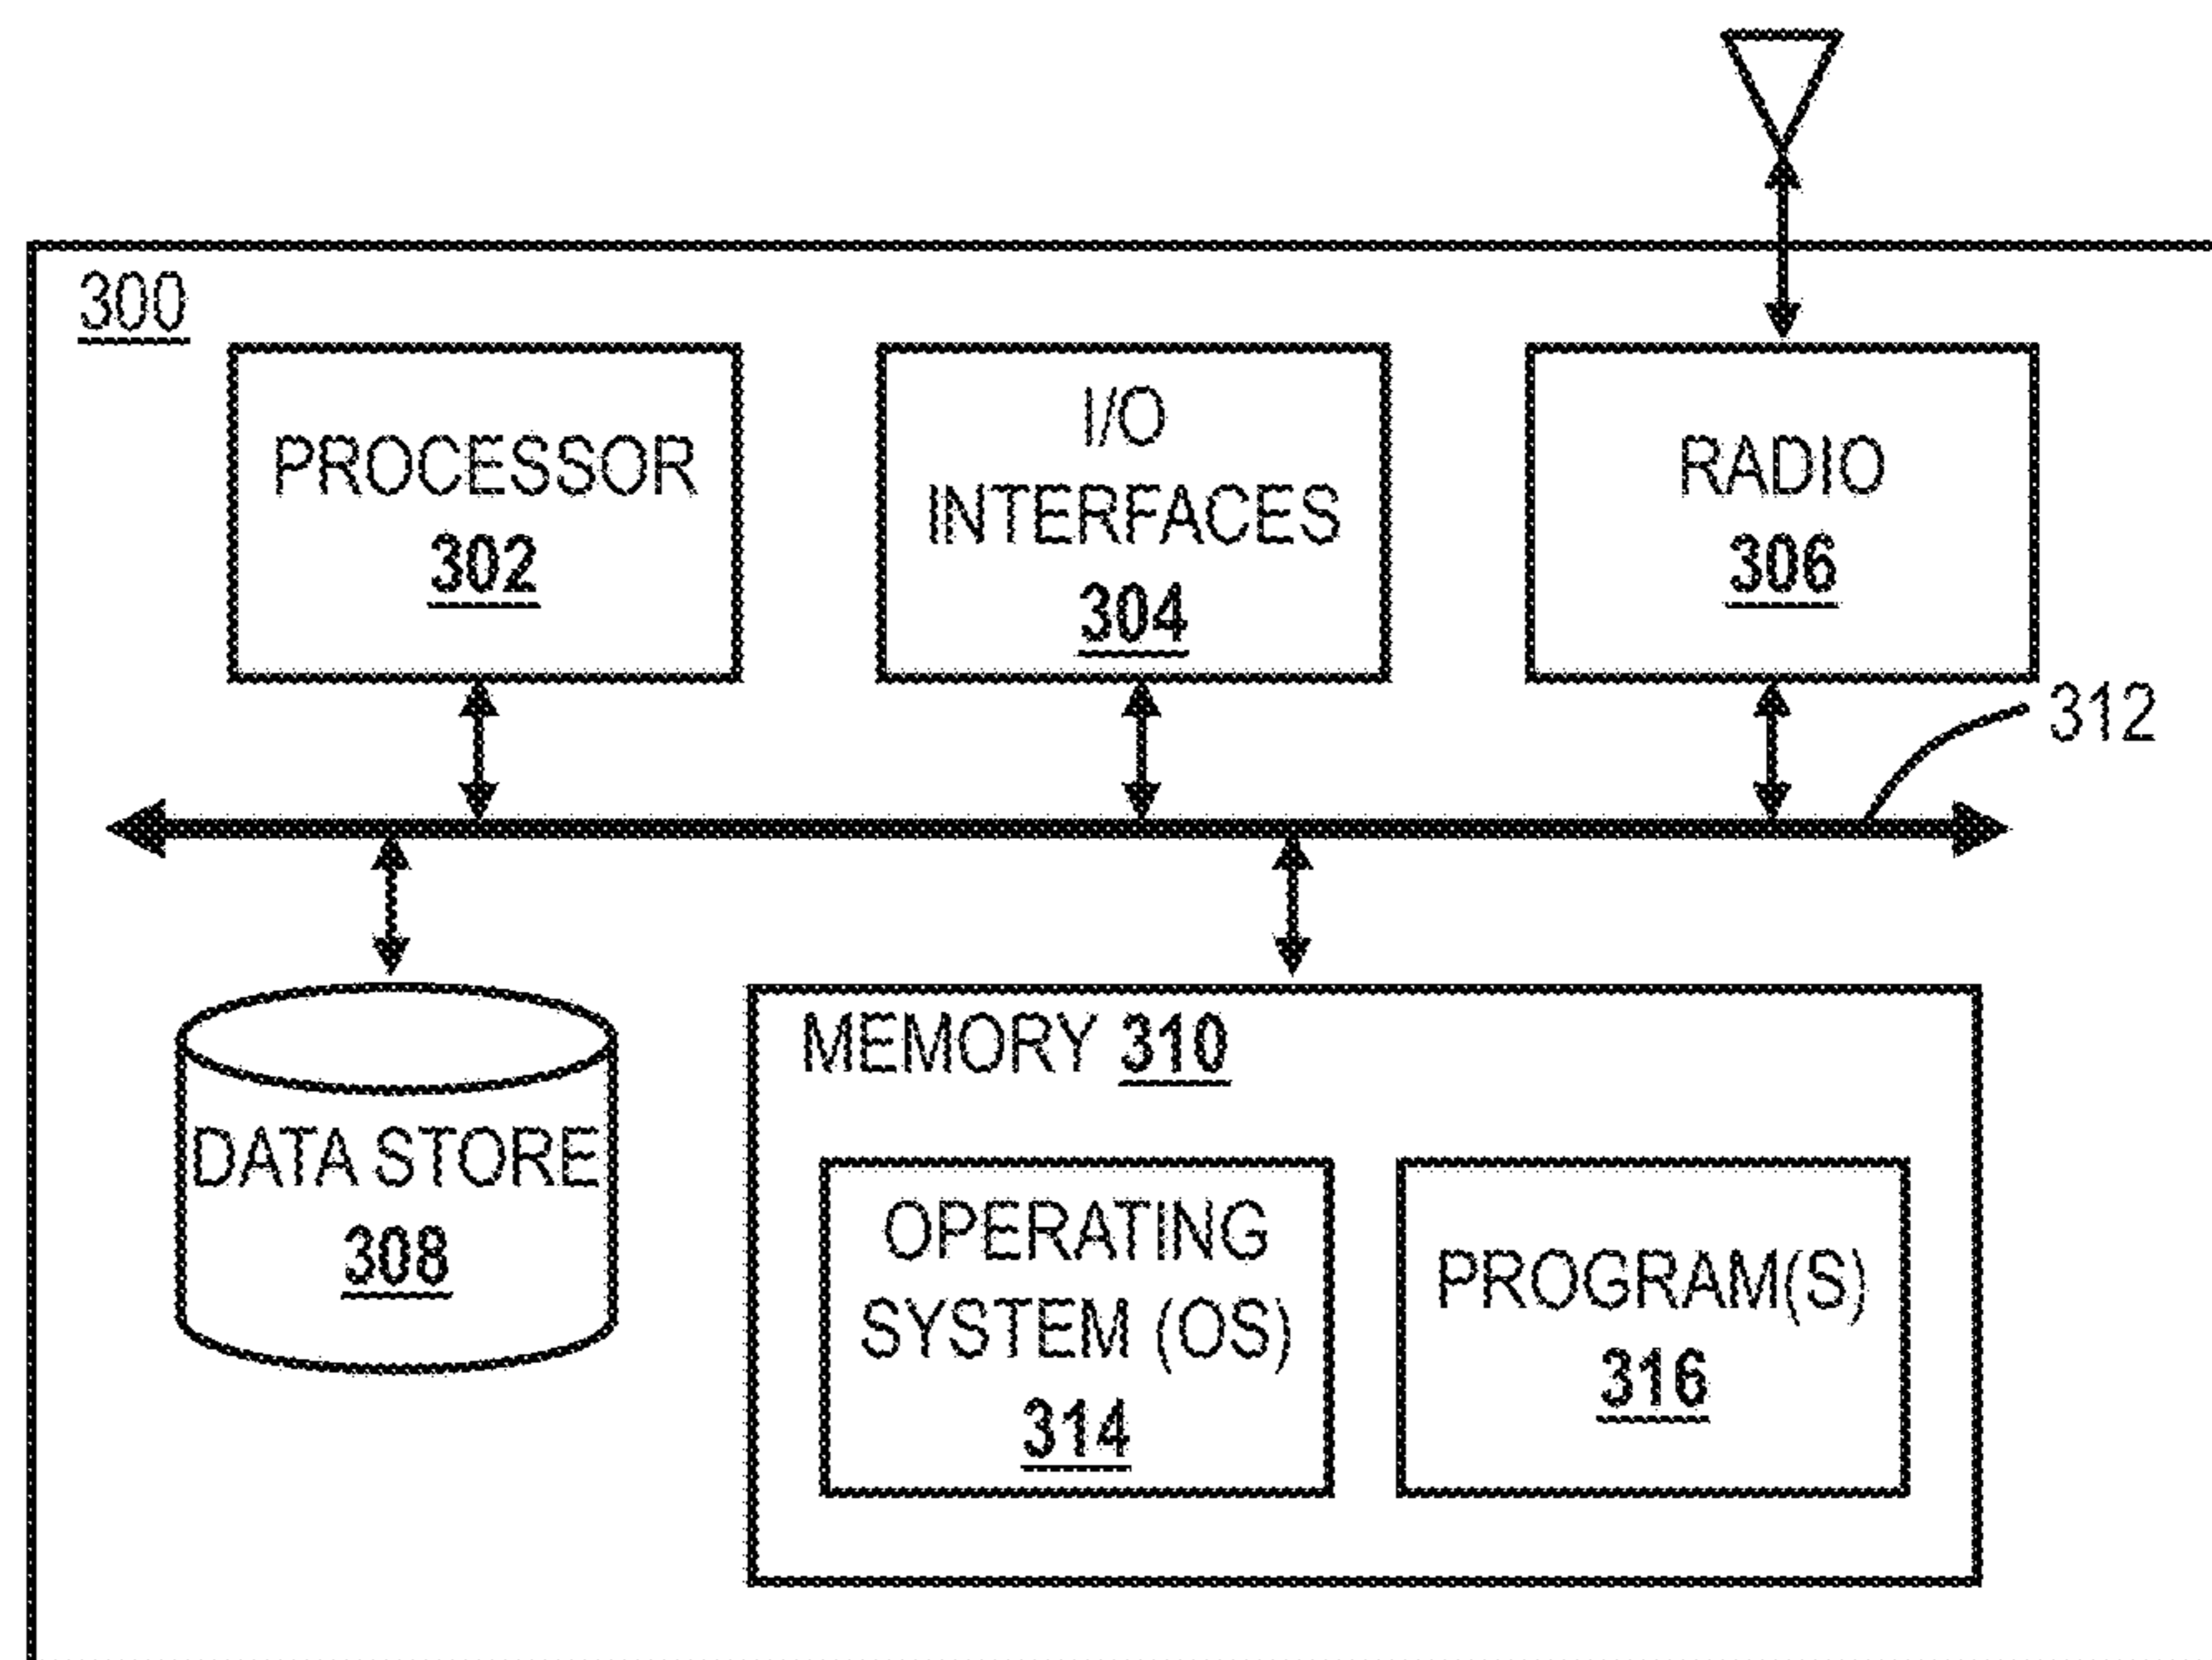 300
PROCESSOR
302
I/O
INTERFACES
304
RADIO
306
312
DATA STORE
308
MEMORY 310
OPERATING
SYSTEM (OS)
314
PROGRAM(S)
316